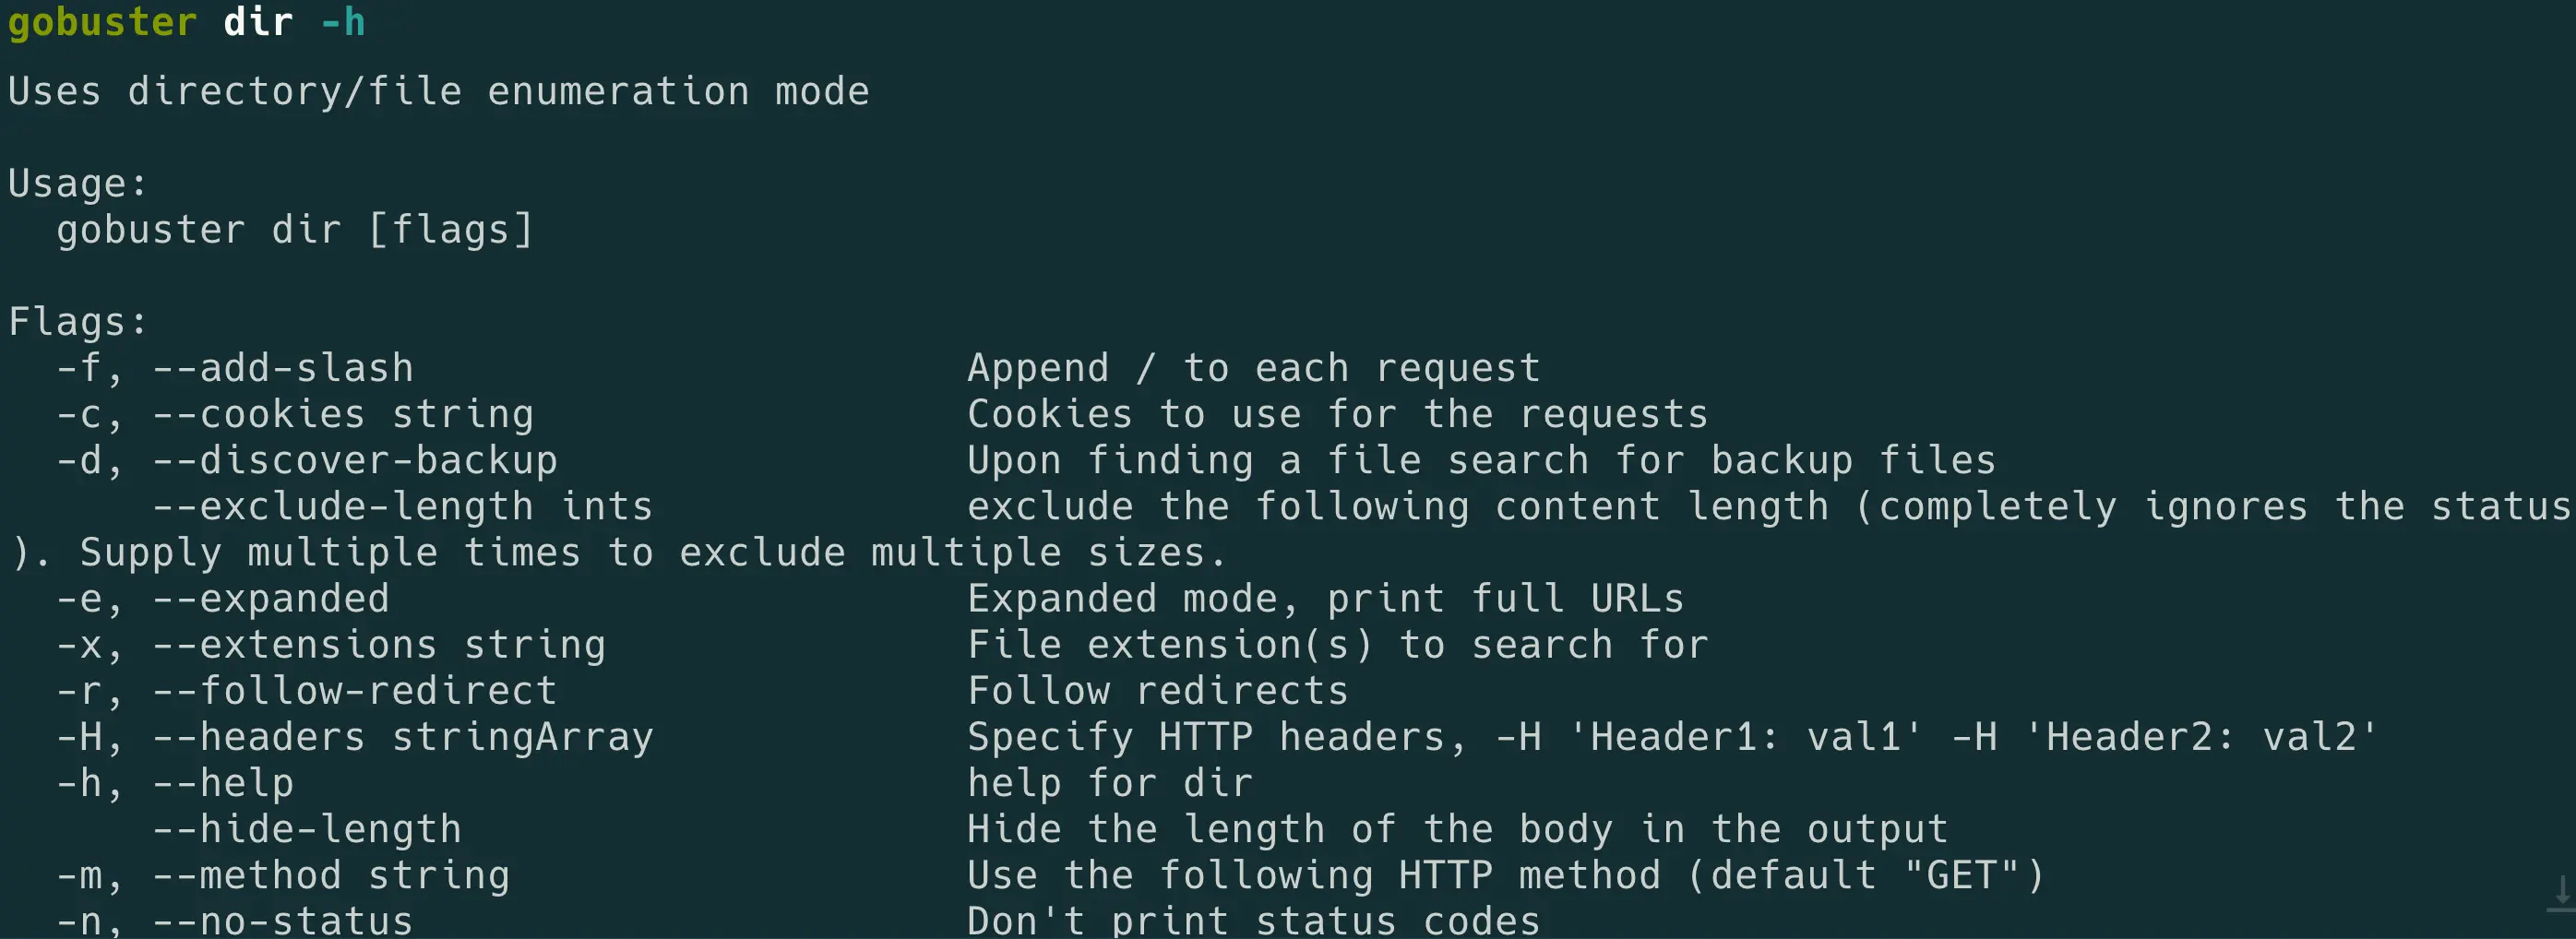 gobuster dir -h
Uses directory/file enumeration mode
Usage:
  gobuster dir [flags]
Flags:
  -f, --add-slash                       Append / to each request
  -c, --cookies string                  Cookies to use for the requests
  -d, --discover-backup                 Upon finding a file search for backup files
      --exclude-length ints             exclude the following content length (completely ignores the status
). Supply multiple times to exclude multiple sizes.
  -e, --expanded                        Expanded mode, print full URLs
  -x, --extensions string               File extension(s) to search for
  -r, --follow-redirect                 Follow redirects
  -H, --headers stringArray             Specify HTTP headers, -H 'Header1: val1' -H 'Header2: val2'
  -h, --help                            help for dir
      --hide-length                     Hide the length of the body in the output
  -m, --method string                   Use the following HTTP method (default "GET")
  -n, --no-status                       Don't print status codes